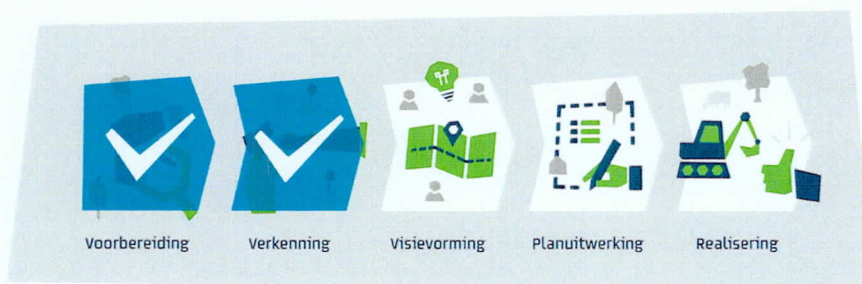 Voorbereiding
Verkenning
Visievorming
Planuitwerking
Realisering